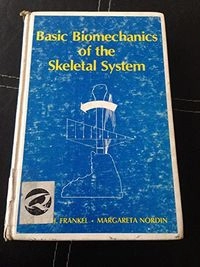 Basic Biomechanics
of the
Skeletal System
H. FRANKEL • MARGARETA NORDIN